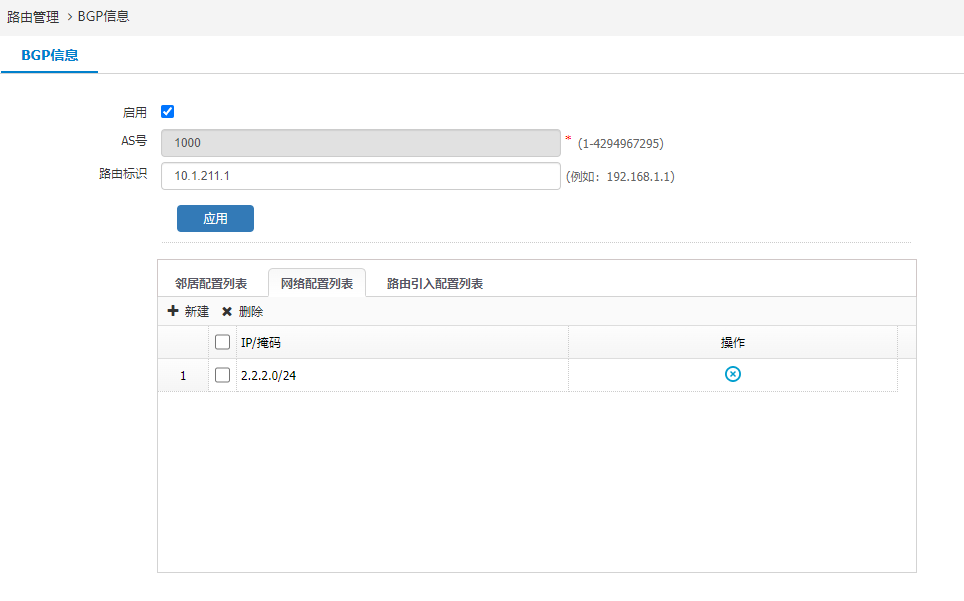 路由管理 > BGP信息
BGP信息
启用
AS号 1000 * (1-4294967295)
路由标识 10.1.211.1 (例如：192.168.1.1)
应用
邻居配置列表 网络配置列表 路由引入配置列表
新建 删除
IP/掩码 操作
1 2.2.2.0/24